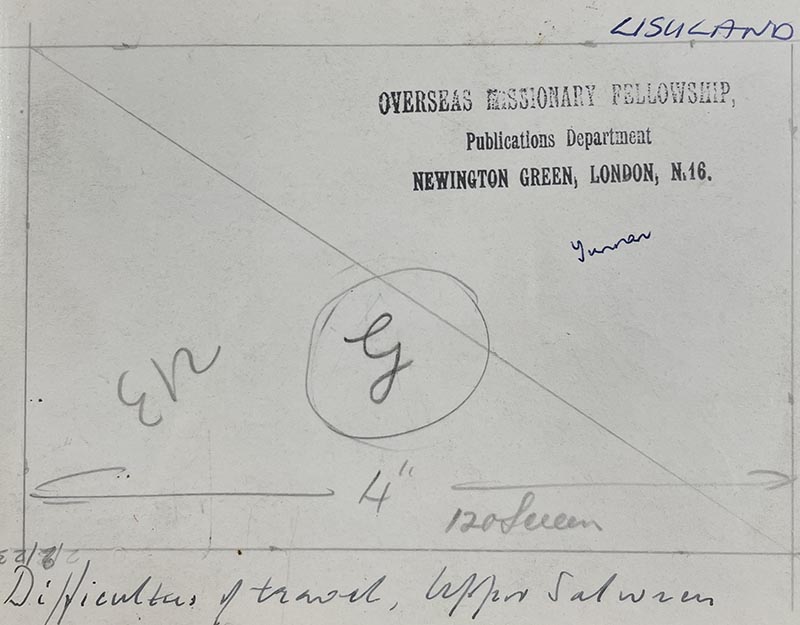 LISULAND
OVERSEAS MISSIONARY FELLOWSHIP,
Publications Department
NEWINGTON GREEN, LONDON, N.16.
Yunnan
G
4"
120 Screen
Difficulties of travel, Upper Salween